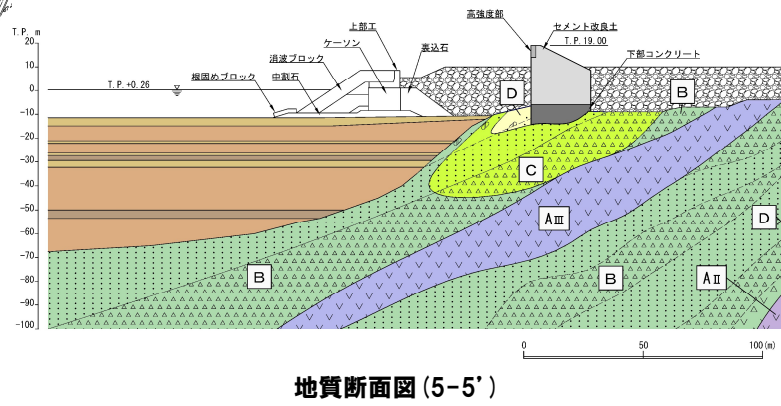 T.P. m
20
10
0
-10
-20
-30
-40
-50
-60
-70
-80
-90
-100
T.P.+0.26
根固めブロック
中割石
消波ブロック
ケーソン
上部工
裏込石
高強度部
セメント改良土
T.P.19.00
下部コンクリート
D
B
C
AⅢ
D
B
B
AⅡ
0 50 100(m)
地質断面図(5-5')